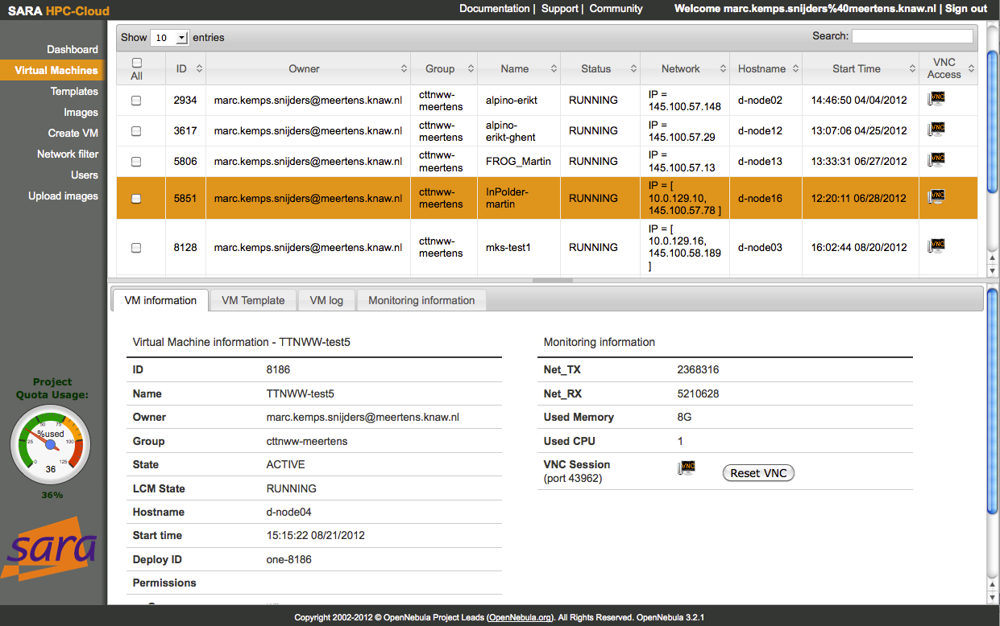 SARA HPC-Cloud
Documentation | Support | Community
Welcome marc.kemps.snijders%40meertens.knaw.nl | Sign out
Dashboard
Virtual Machines
Templates
Images
Create VM
Network filter
Users
Upload images
Project
Quota Usage:
0 25 50 75 100 125
%used
36
36%
sara
Show 10 entries
Search:
All ID Owner Group Name Status Network Hostname Start Time VNC Access
2934 marc.kemps.snijders@meertens.knaw.nl cttnww-meertens alpino-erikt RUNNING IP = 145.100.57.148 d-node02 14:46:50 04/04/2012 VNC
3617 marc.kemps.snijders@meertens.knaw.nl cttnww-meertens alpino-erikt-ghent RUNNING IP = 145.100.57.29 d-node12 13:07:06 04/25/2012 VNC
5806 marc.kemps.snijders@meertens.knaw.nl cttnww-meertens FROG_Martin RUNNING IP = 145.100.57.13 d-node13 13:33:31 06/27/2012 VNC
5851 marc.kemps.snijders@meertens.knaw.nl cttnww-meertens InPolder-martin RUNNING IP = [ 10.0.129.10, 145.100.57.78 ] d-node16 12:20:11 06/28/2012 VNC
8128 marc.kemps.snijders@meertens.knaw.nl cttnww-meertens mks-test1 RUNNING IP = [ 10.0.129.16, 145.100.58.189 ] d-node03 16:02:44 08/20/2012 VNC
VM information VM Template VM log Monitoring information
Virtual Machine information - TTNWW-test5
ID 8186
Name TTNWW-test5
Owner marc.kemps.snijders@meertens.knaw.nl
Group cttnww-meertens
State ACTIVE
LCM State RUNNING
Hostname d-node04
Start time 15:15:22 08/21/2012
Deploy ID one-8186
Permissions
Monitoring information
Net_TX 2368316
Net_RX 5210628
Used Memory 8G
Used CPU 1
VNC Session VNC Reset VNC
(port 43962)
Copyright 2002-2012 © OpenNebula Project Leads (OpenNebula.org). All Rights Reserved. OpenNebula 3.2.1